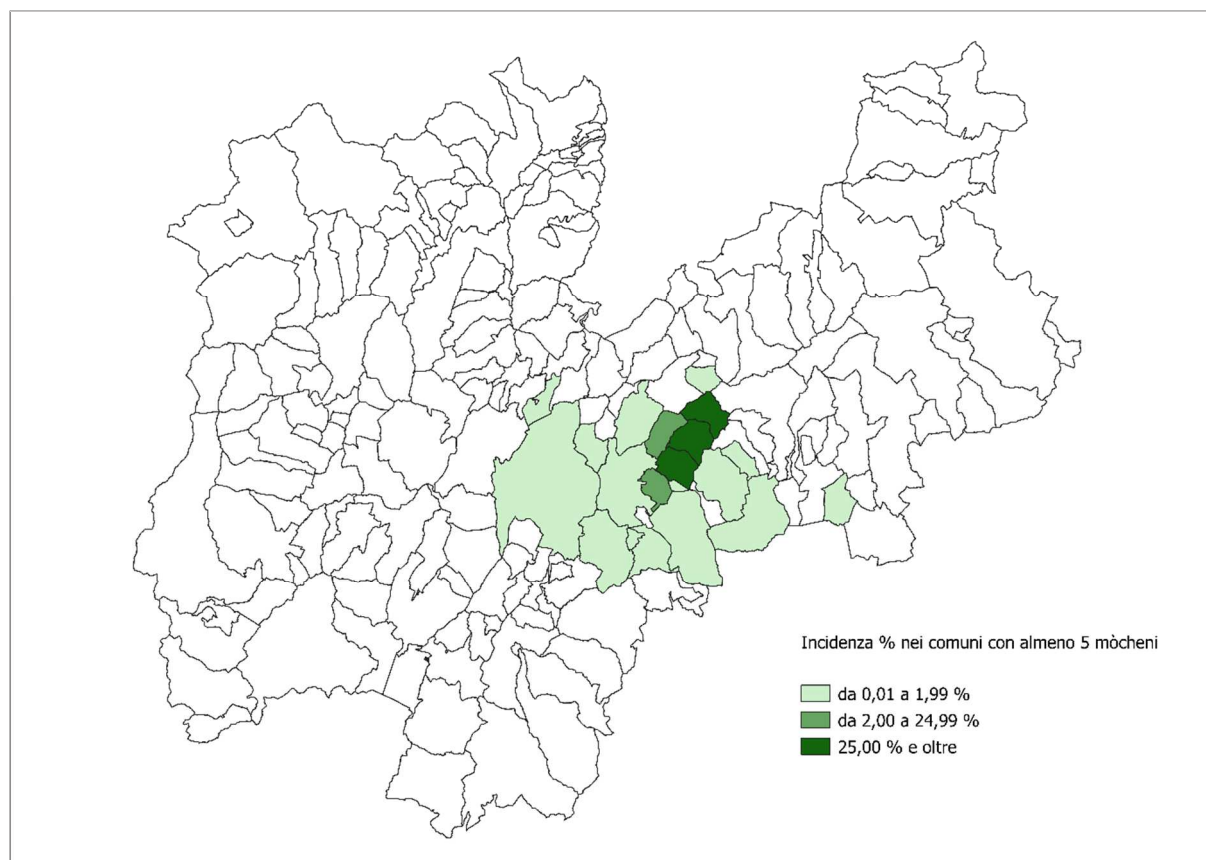 Incidenza % nei comuni con almeno 5 mòcheni
da 0,01 a 1,99 %
da 2,00 a 24,99 %
25,00 % e oltre